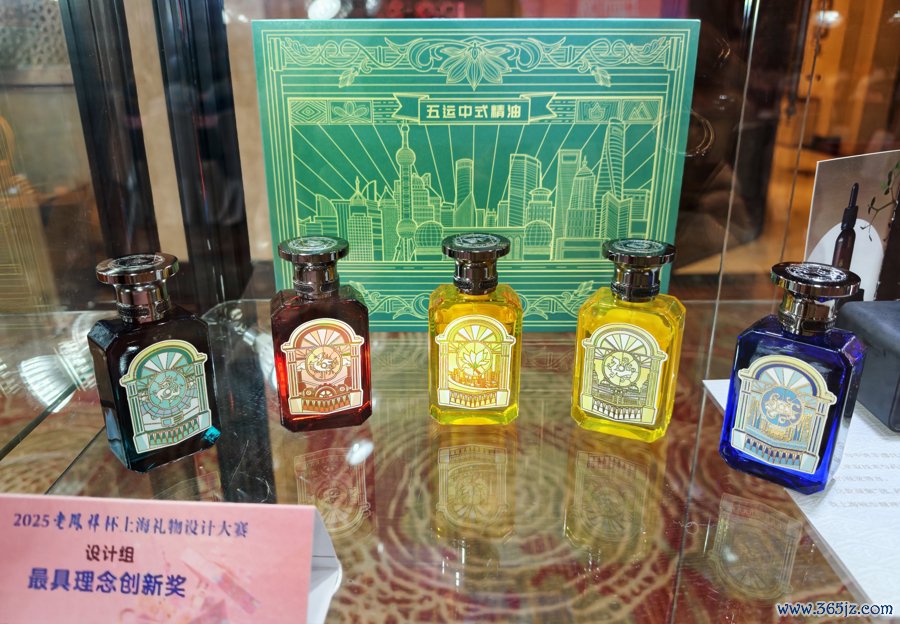 五运中式精油
2025老鳳祥杯上海礼物设计大赛
设计组
最具理念创新奖
www.365jz.com